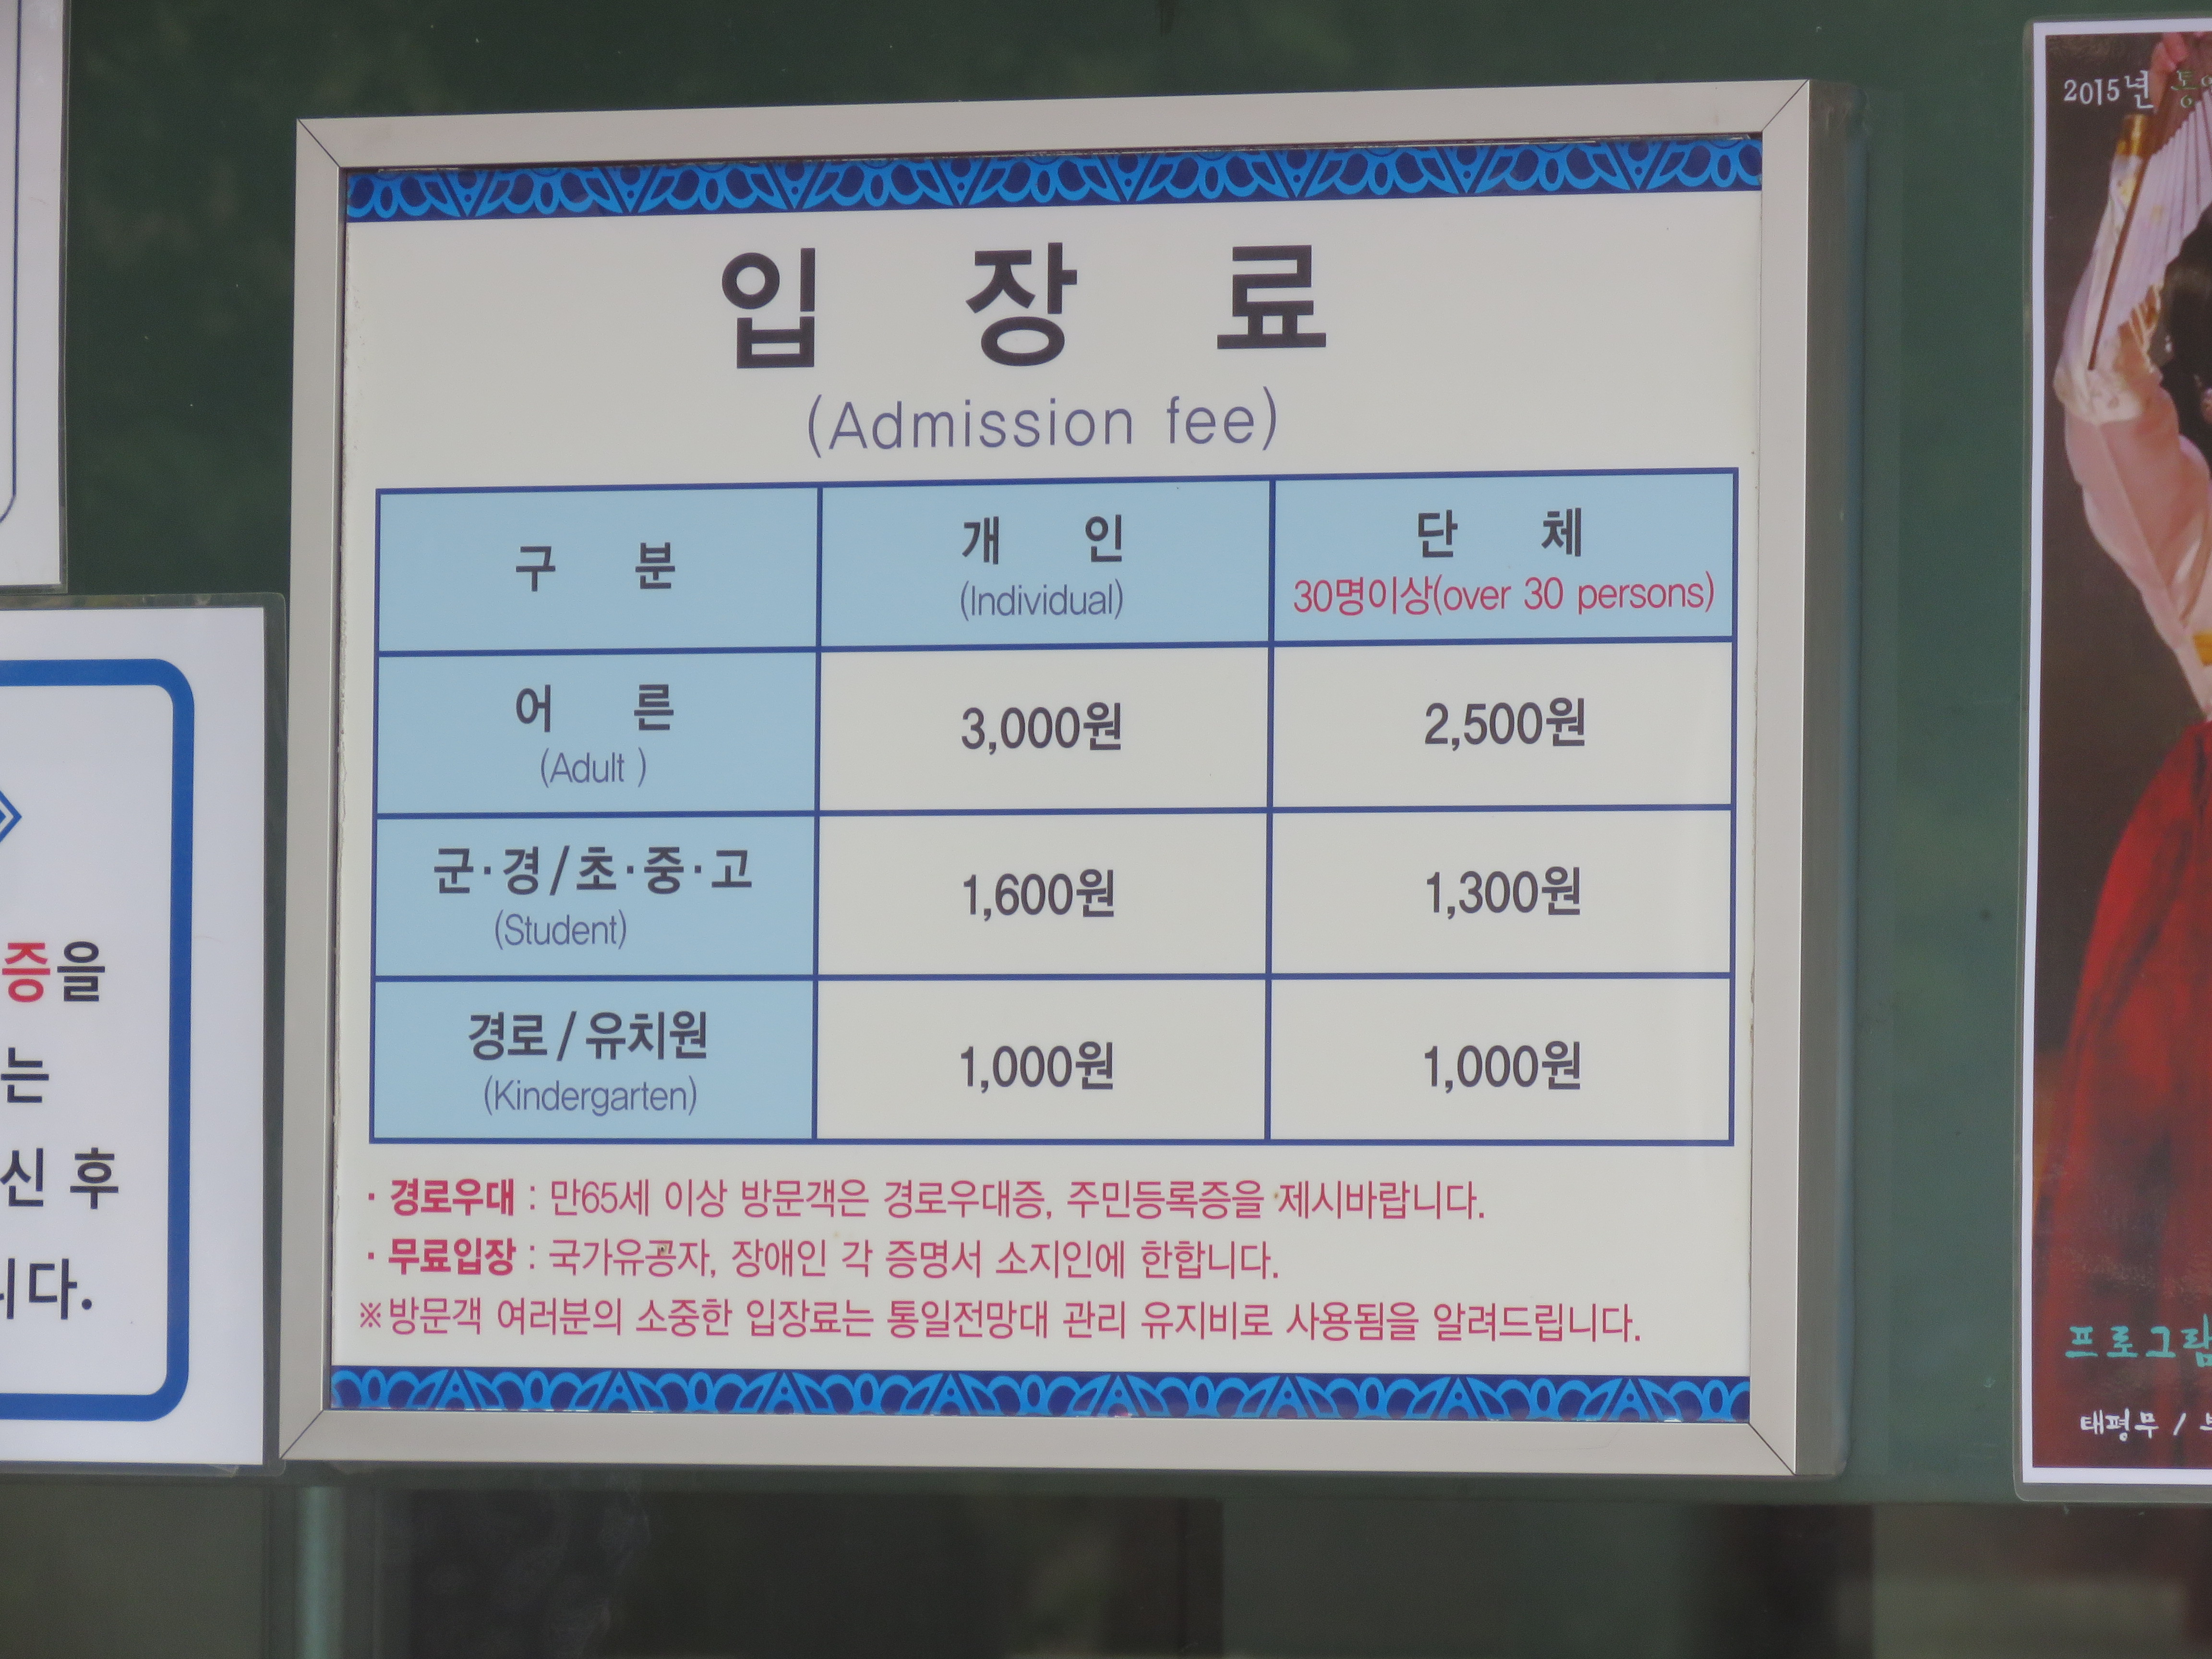 입 장 료
(Admission fee)
구 분
개 인
(Individual)
단 체
30명이상(over 30 persons)
어 른
(Adult )
3,000원
2,500원
군·경/초·중·고
(Student)
1,600원
1,300원
경로/유치원
(Kindergarten)
1,000원
1,000원
· 경로우대 : 만65세 이상 방문객은 경로우대증, 주민등록증을 제시바랍니다.
· 무료입장 : 국가유공자, 장애인 각 증명서 소지인에 한합니다.
※방문객 여러분의 소중한 입장료는 통일전망대 관리 유지비로 사용됨을 알려드립니다.
증을
는
신 후
니다.
2015년
프로그램
태평무 /